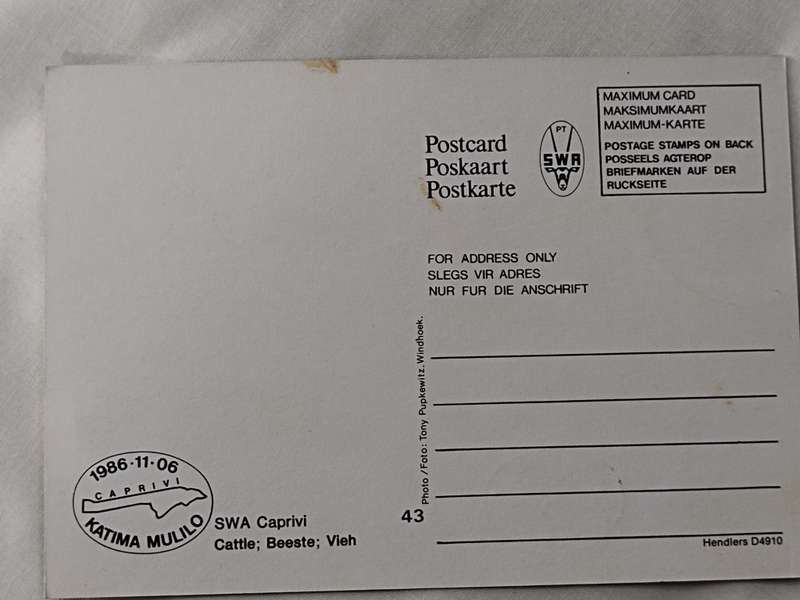 Postcard
Poskaart
Postkarte
PT
SWA
MAXIMUM CARD
MAKSIMUMKAART
MAXIMUM-KARTE
POSTAGE STAMPS ON BACK
POSSEELS AGTEROP
BRIEFMARKEN AUF DER
RUCKSEITE
FOR ADDRESS ONLY
SLEGS VIR ADRES
NUR FUR DIE ANSCHRIFT
Photo/Foto: Tony Pupkewitz. Windhoek.
1986·11·06
CAPRIVI
KATIMA MULILO
SWA Caprivi
Cattle; Beeste; Vieh
43
Hendlers D4910